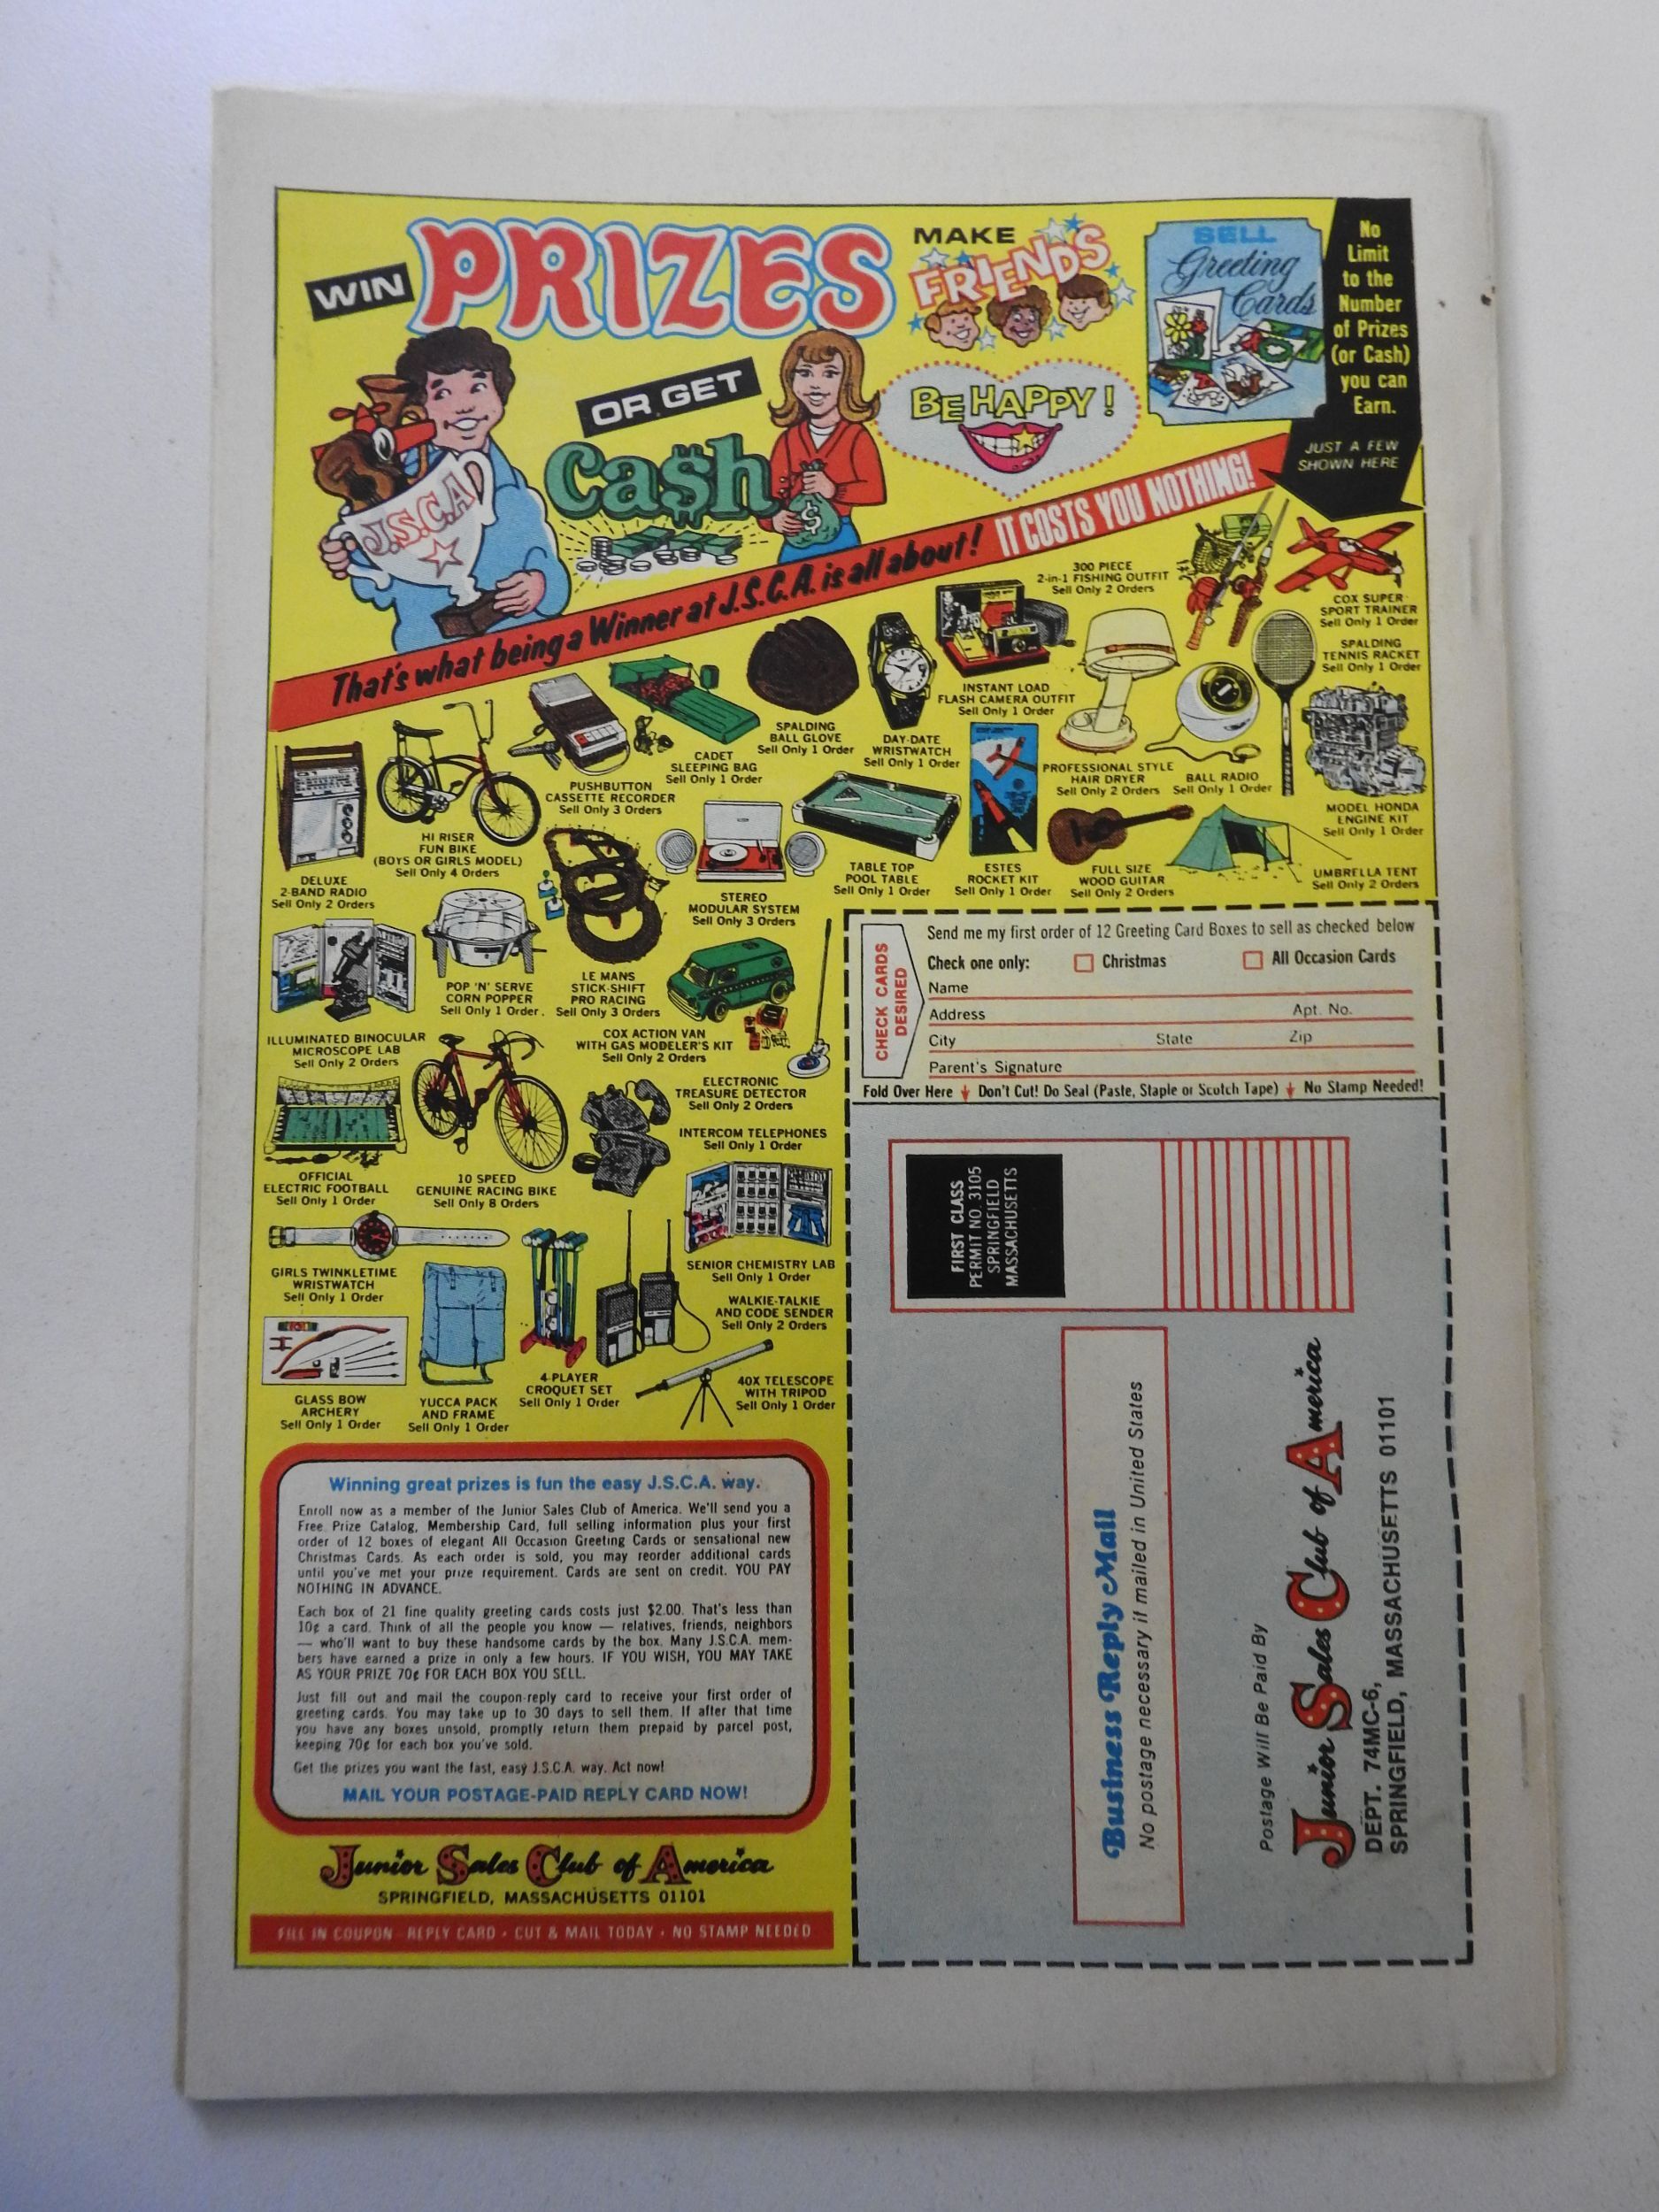 WIN PRIZES
MAKE
FRIENDS
SELL
Greeting
Cards
No
Limit
to the
Number
of Prizes
(or Cash)
you can
Earn.
JUST A FEW
SHOWN HERE
OR GET
Ca$h
BE HAPPY!
J.S.C.A
$
That's what being a Winner at J.S.C.A. is all about! IT COSTS YOU NOTHING!
300 PIECE
2-in-1 FISHING OUTFIT
Sell Only 2 Orders
COX SUPER
SPORT TRAINER
Sell Only 1 Order
SPALDING
TENNIS RACKET
Sell Only 1 Order
INSTANT LOAD
FLASH CAMERA OUTFIT
Sell Only 1 Order
SPALDING
BALL GLOVE
Sell Only 1 Order
DAY-DATE
WRISTWATCH
Sell Only 1 Order
CADET
SLEEPING BAG
Sell Only 1 Order
PUSHBUTTON
CASSETTE RECORDER
Sell Only 3 Orders
PROFESSIONAL STYLE
HAIR DRYER
Sell Only 2 Orders
BALL RADIO
Sell Only 1 Order
MODEL HONDA
ENGINE KIT
Sell Only 1 Order
HI RISER
FUN BIKE
(BOYS OR GIRLS MODEL)
Sell Only 4 Orders
DELUXE
2-BAND RADIO
Sell Only 2 Orders
STEREO
MODULAR SYSTEM
Sell Only 3 Orders
TABLE TOP
POOL TABLE
Sell Only 1 Order
ESTES
ROCKET KIT
Sell Only 1 Order
FULL SIZE
WOOD GUITAR
Sell Only 2 Orders
UMBRELLA TENT
Sell Only 2 Orders
POP 'N' SERVE
CORN POPPER
Sell Only 1 Order.
LE MANS
STICK-SHIFT
PRO RACING
Sell Only 3 Orders
ILLUMINATED BINOCULAR
MICROSCOPE LAB
Sell Only 2 Orders
COX ACTION VAN
WITH GAS MODELER'S KIT
Sell Only 2 Orders
ELECTRONIC
TREASURE DETECTOR
Sell Only 2 Orders
INTERCOM TELEPHONES
Sell Only 1 Order
OFFICIAL
ELECTRIC FOOTBALL
Sell Only 1 Order
10 SPEED
GENUINE RACING BIKE
Sell Only 8 Orders
GIRLS TWINKLETIME
WRISTWATCH
Sell Only 1 Order
SENIOR CHEMISTRY LAB
Sell Only 1 Order
WALKIE-TALKIE
AND CODE SENDER
Sell Only 2 Orders
GLASS BOW
ARCHERY
Sell Only 1 Order
YUCCA PACK
AND FRAME
Sell Only 1 Order
4-PLAYER
CROQUET SET
Sell Only 1 Order
40X TELESCOPE
WITH TRIPOD
Sell Only 1 Order
Winning great prizes is fun the easy J.S.C.A. way.
Enroll now as a member of the Junior Sales Club of America. We'll send you a
Free Prize Catalog, Membership Card, full selling information plus your first
order of 12 boxes of elegant All Occasion Greeting Cards or sensational new
Christmas Cards. As each order is sold, you may reorder additional cards
until you've met your prize requirement. Cards are sent on credit. YOU PAY
NOTHING IN ADVANCE.
Each box of 21 fine quality greeting cards costs just $2.00. That's less than
10¢ a card. Think of all the people you know — relatives, friends, neighbors
— who'll want to buy these handsome cards by the box. Many J.S.C.A. mem-
bers have earned a prize in only a few hours. IF YOU WISH, YOU MAY TAKE
AS YOUR PRIZE 70¢ FOR EACH BOX YOU SELL.
Just fill out and mail the coupon-reply card to receive your first order of
greeting cards. You may take up to 30 days to sell them. If after that time
you have any boxes unsold, promptly return them prepaid by parcel post,
keeping 70¢ for each box you've sold.
Get the prizes you want the fast, easy J.S.C.A. way. Act now!
MAIL YOUR POSTAGE-PAID REPLY CARD NOW!
Junior Sales Club of America
SPRINGFIELD, MASSACHUSETTS 01101
FILL IN COUPON - REPLY CARD • CUT & MAIL TODAY • NO STAMP NEEDED
CHECK CARDS
DESIRED
Send me my first order of 12 Greeting Card Boxes to sell as checked below
Check one only: Christmas All Occasion Cards
Name
Address Apt. No.
City State Zip
Parent's Signature
Fold Over Here Don't Cut! Do Seal (Paste, Staple or Scotch Tape) No Stamp Needed!
FIRST CLASS
PERMIT NO. 3105
SPRINGFIELD
MASSACHUSETTS
Business Reply Mail
No postage necessary if mailed in United States
Postage Will Be Paid By
Junior Sales Club of America
DEPT. 74MC-6,
SPRINGFIELD, MASSACHUSETTS 01101